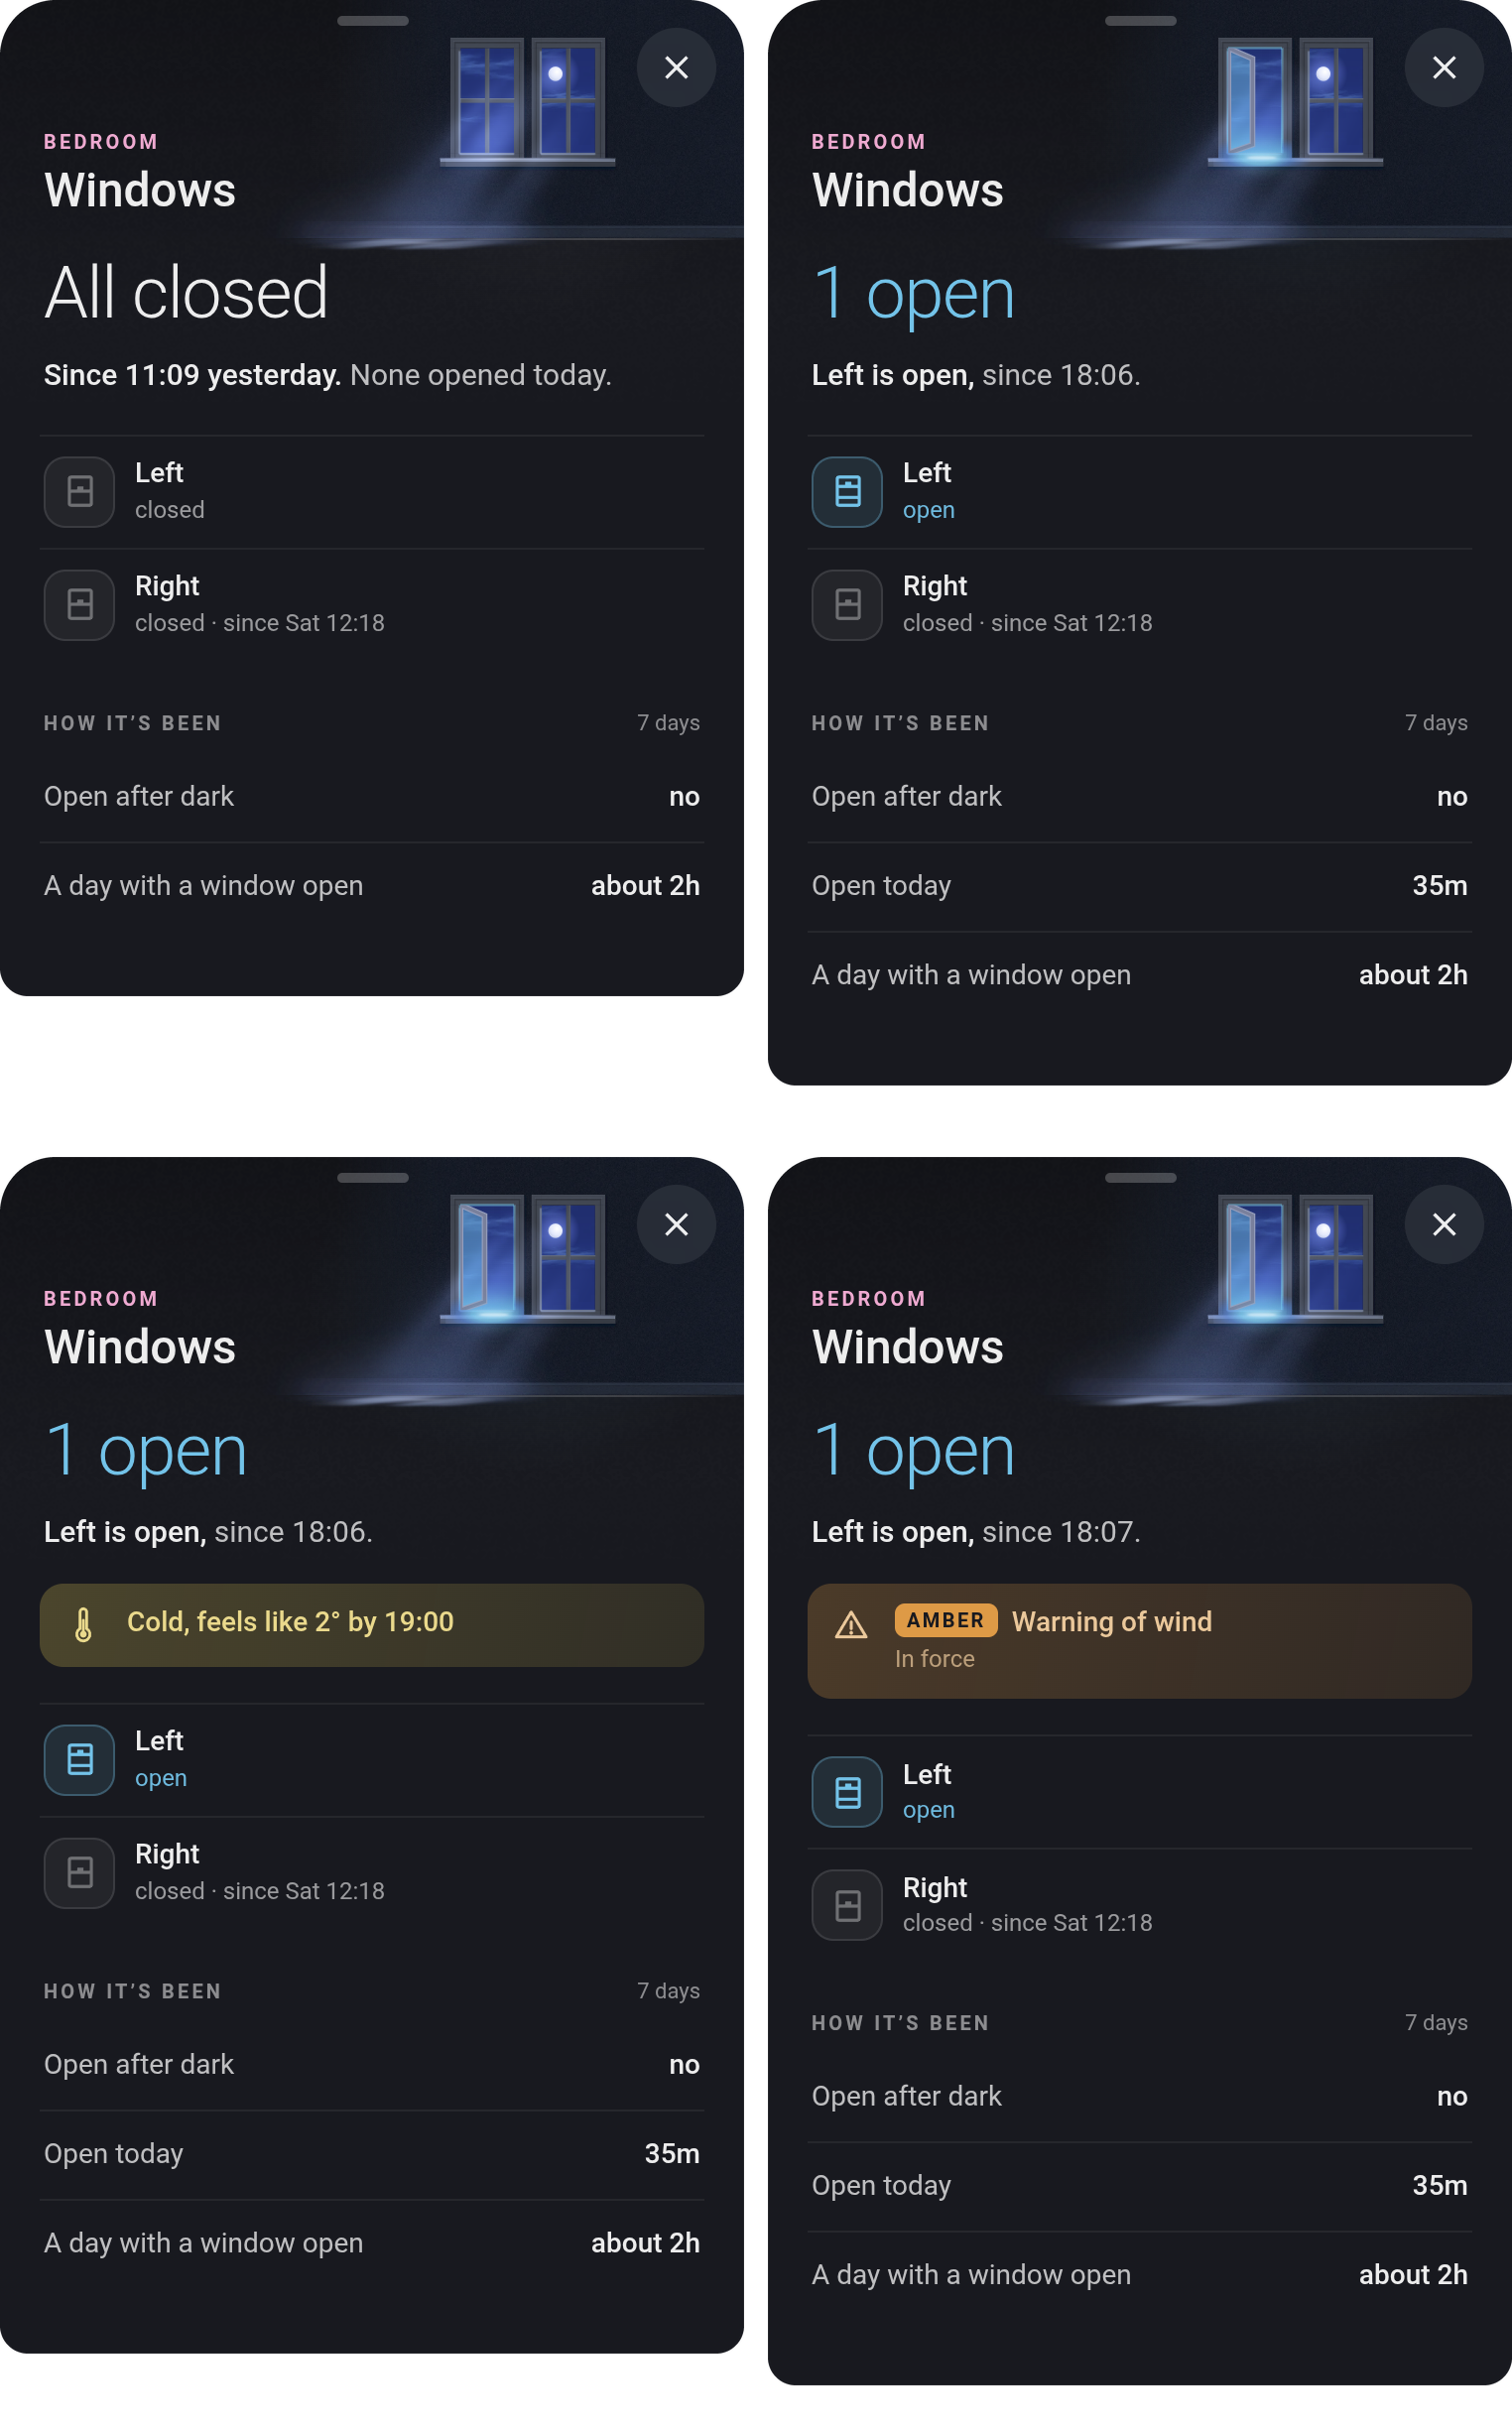 BEDROOM
Windows
All closed
Since 11:09 yesterday. None opened today.
Left
closed
Right
closed · since Sat 12:18
HOW IT’S BEEN 7 days
Open after dark no
A day with a window open about 2h
BEDROOM
Windows
1 open
Left is open, since 18:06.
Left
open
Right
closed · since Sat 12:18
HOW IT’S BEEN 7 days
Open after dark no
Open today 35m
A day with a window open about 2h
BEDROOM
Windows
1 open
Left is open, since 18:06.
Cold, feels like 2° by 19:00
Left
open
Right
closed · since Sat 12:18
HOW IT’S BEEN 7 days
Open after dark no
Open today 35m
A day with a window open about 2h
BEDROOM
Windows
1 open
Left is open, since 18:07.
AMBER Warning of wind
In force
Left
open
Right
closed · since Sat 12:18
HOW IT’S BEEN 7 days
Open after dark no
Open today 35m
A day with a window open about 2h